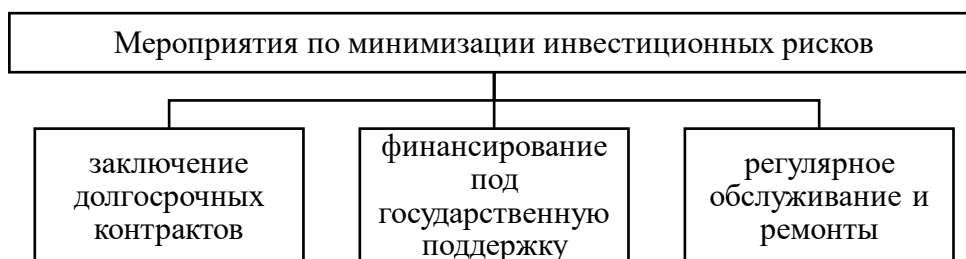 Мероприятия по минимизации инвестиционных рисков
заключение
долгосрочных
контрактов
финансирование
под
государственную
поддержку
регулярное
обслуживание и
ремонты